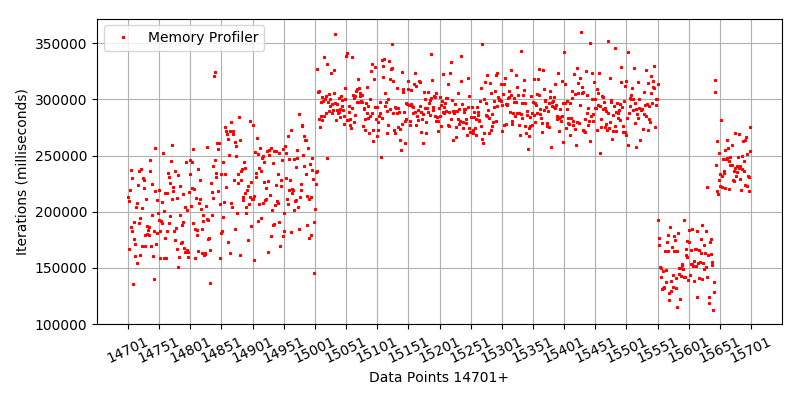 Memory Profiler
350000
300000
250000
200000
150000
100000
Iterations (milliseconds)
14701 14751 14801 14851 14901 14951 15001 15051 15101 15151 15201 15251 15301 15351 15401 15451 15501 15551 15601 15651 15701
Data Points 14701+